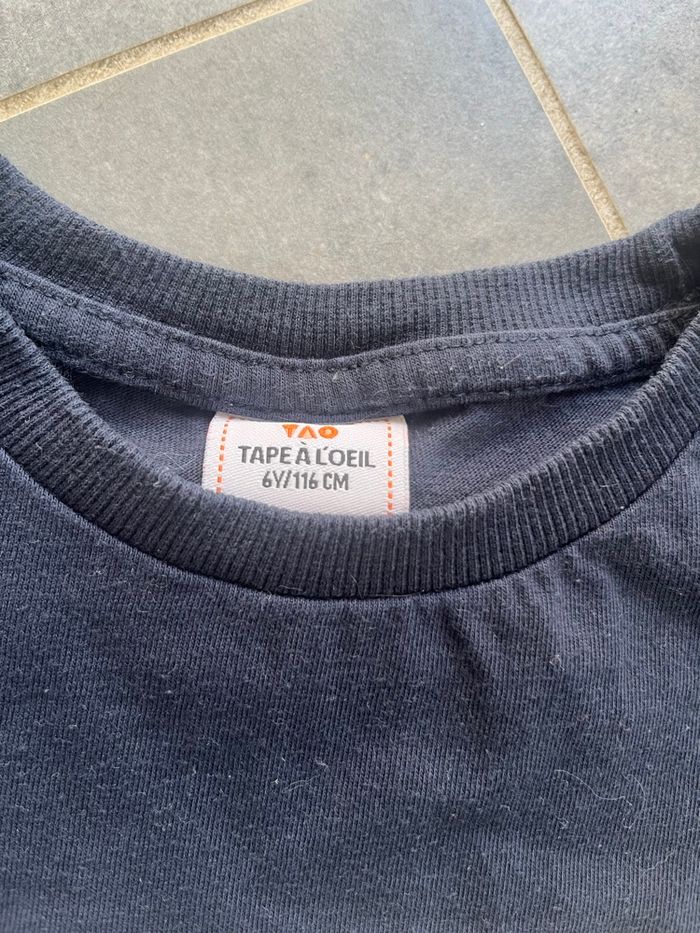 TAO
TAPE À L'OEIL
6Y/116 CM